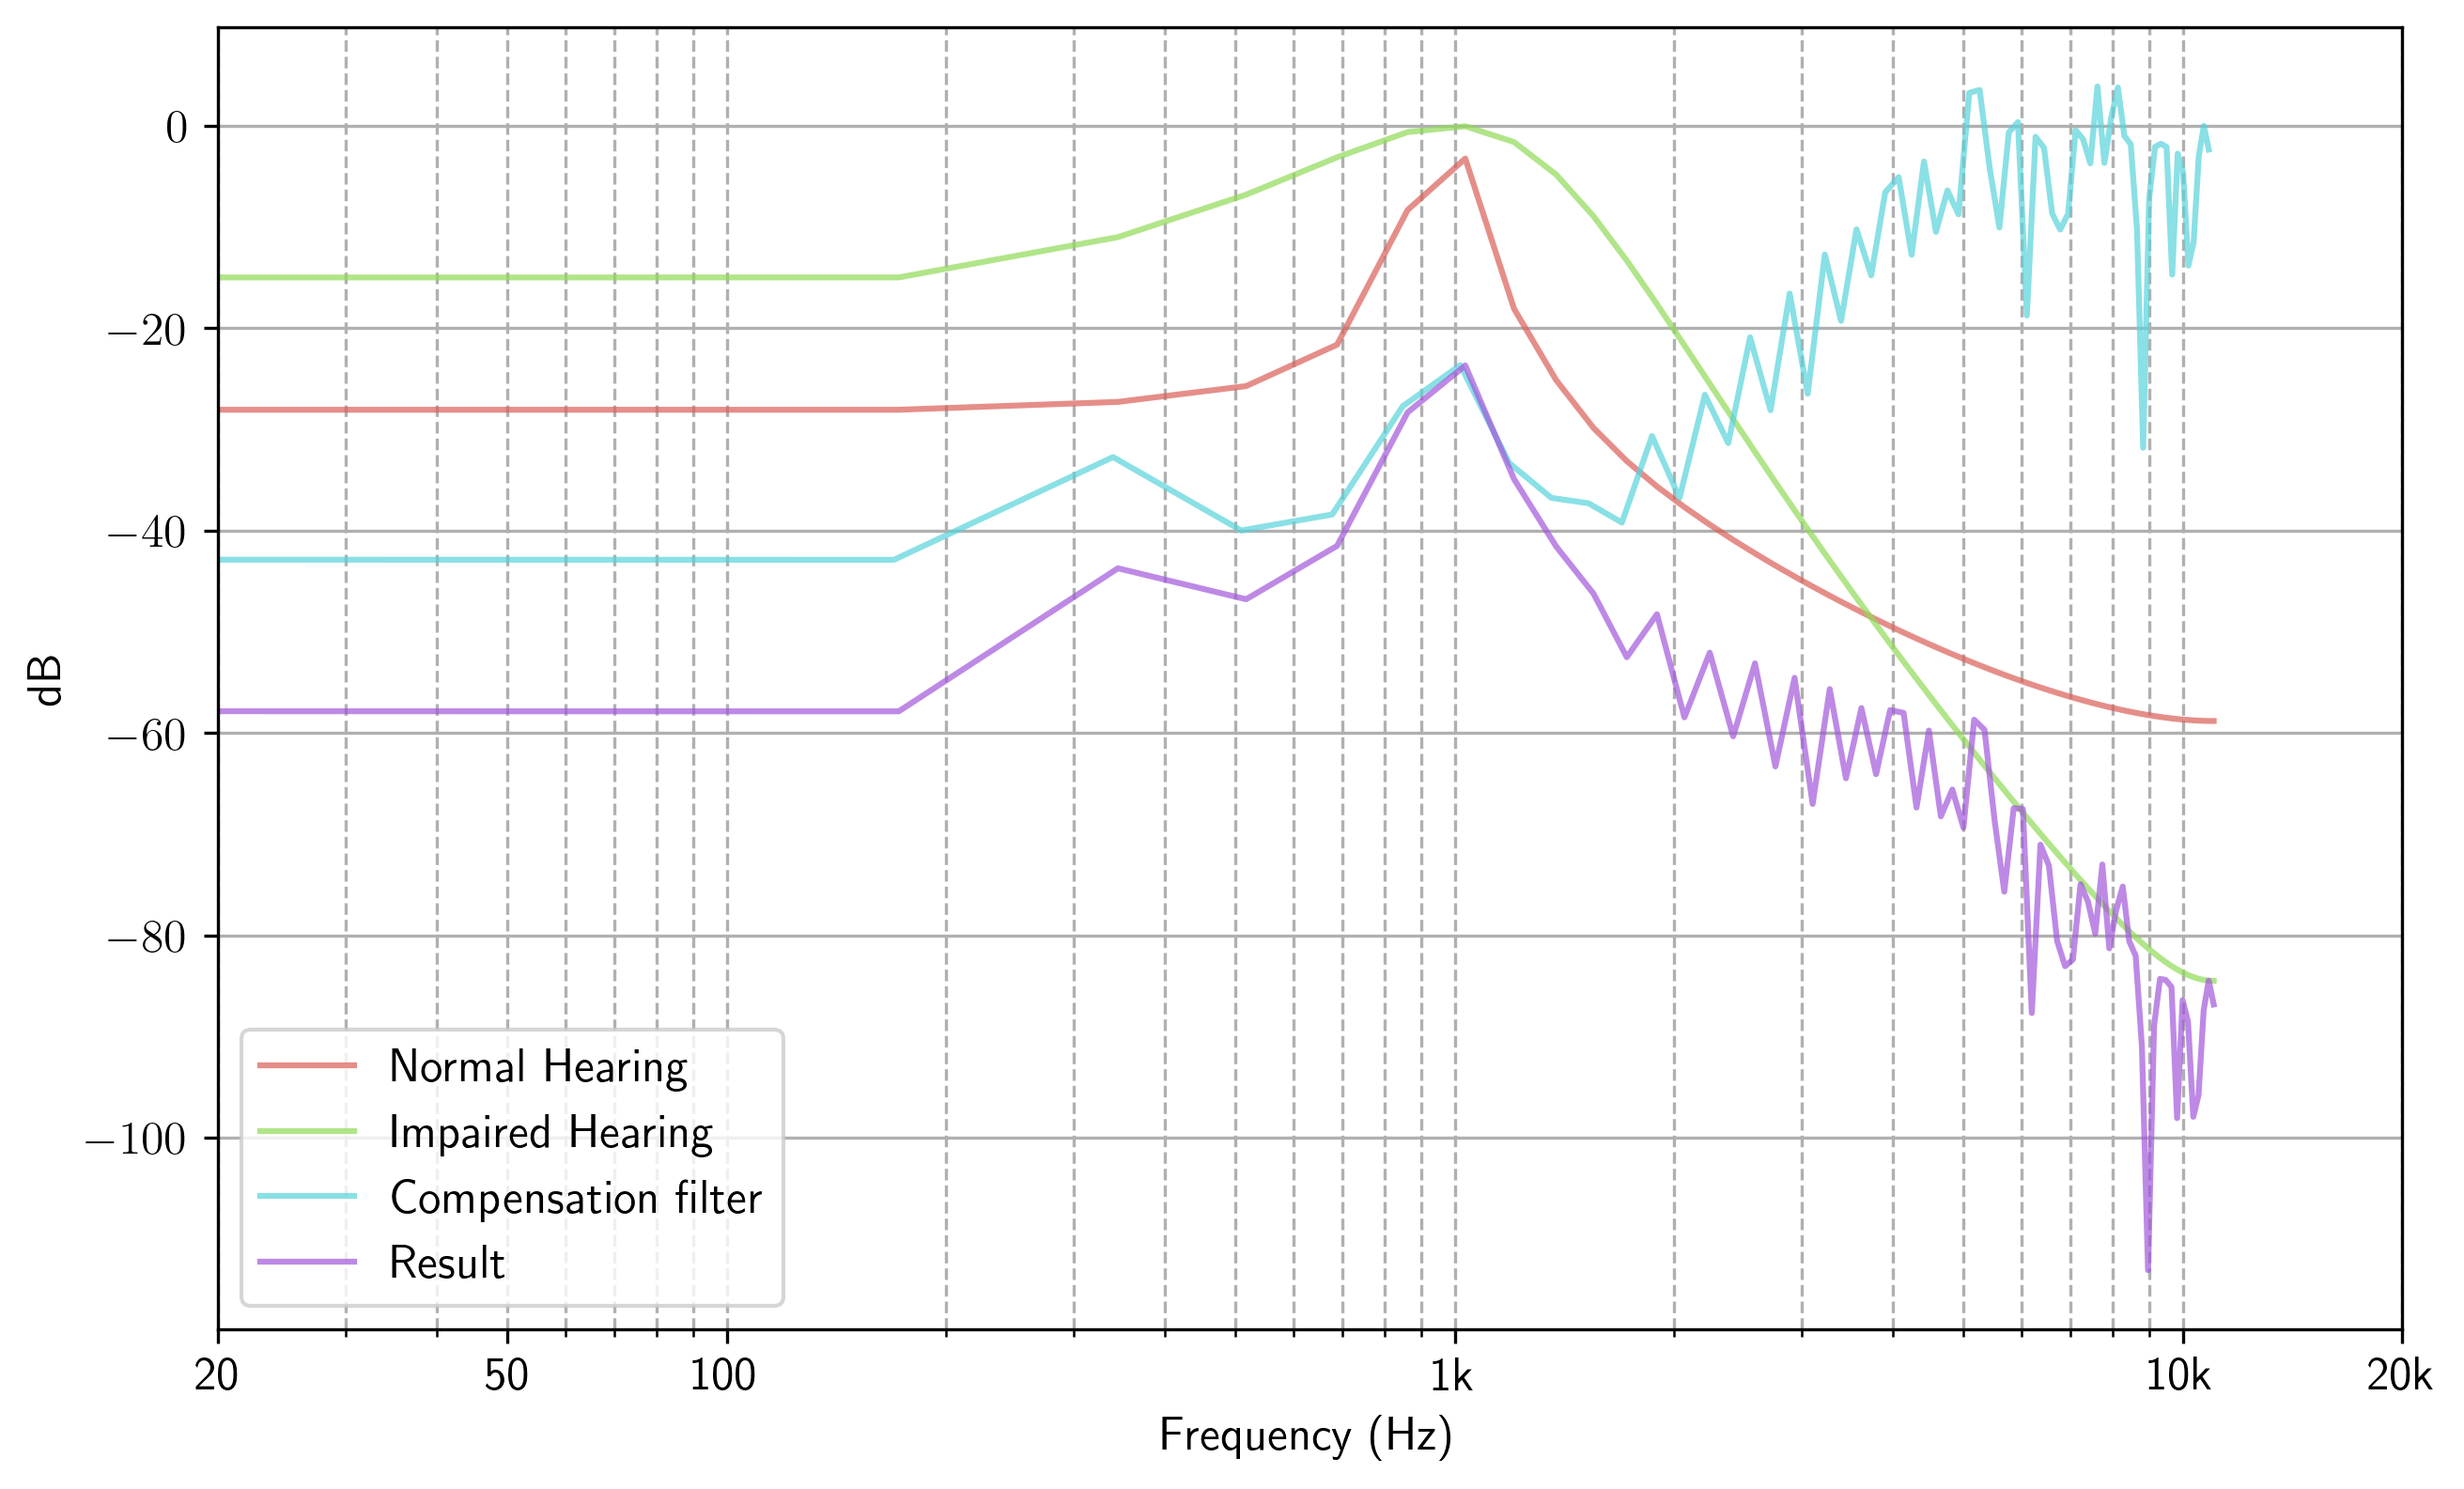 0
−20
−40
−60
−80
−100
dB
Normal Hearing
Impaired Hearing
Compensation filter
Result
20 50 100 1k 10k 20k
Frequency (Hz)